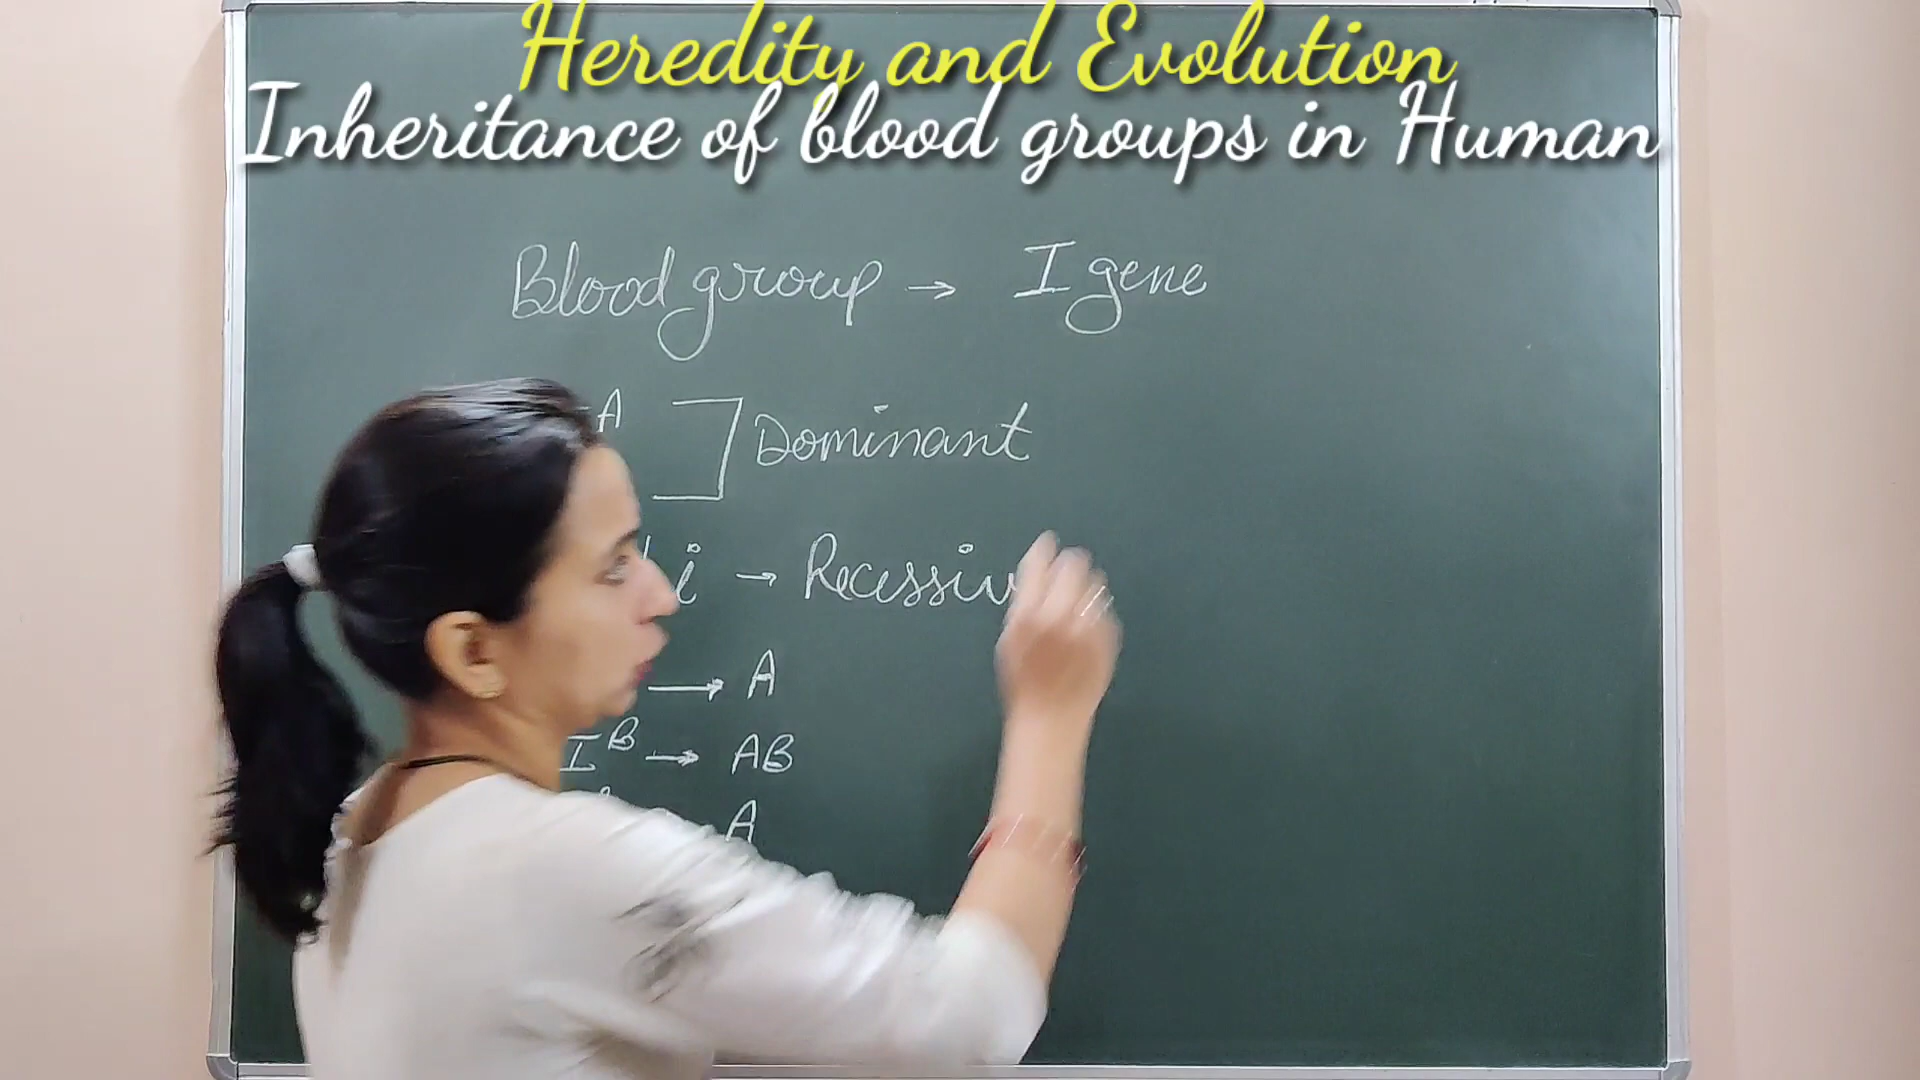 Heredity and Evolution
Inheritance of blood groups in Human
Blood group → I gene
A ] Dominant
i → Recessiv
→ A
I^B → AB
A